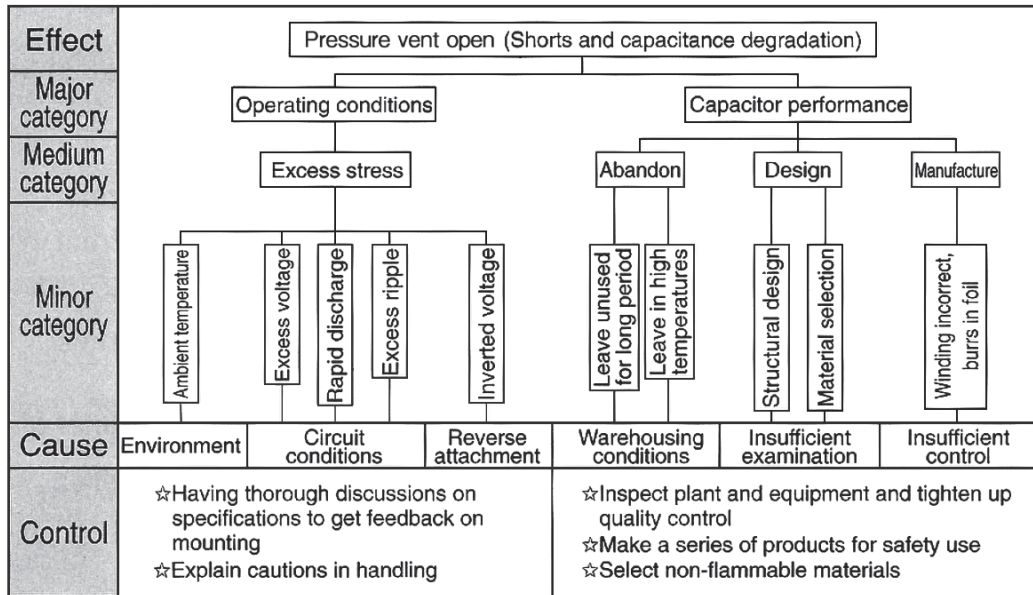 Effect
Pressure vent open (Shorts and capacitance degradation)
Major
category
Operating conditions
Capacitor performance
Medium
category
Excess stress
Abandon
Design
Manufacture
Minor
category
Ambient temperature
Excess voltage
Rapid discharge
Excess ripple
Inverted voltage
Leave unused
for long period
Leave in high
temperatures
Structural design
Material selection
Winding incorrect,
burrs in foil
Cause
Environment
Circuit
conditions
Reverse
attachment
Warehousing
conditions
Insufficient
examination
Insufficient
control
Control
☆Having thorough discussions on
specifications to get feedback on
mounting
☆Explain cautions in handling
☆Inspect plant and equipment and tighten up
quality control
☆Make a series of products for safety use
☆Select non-flammable materials